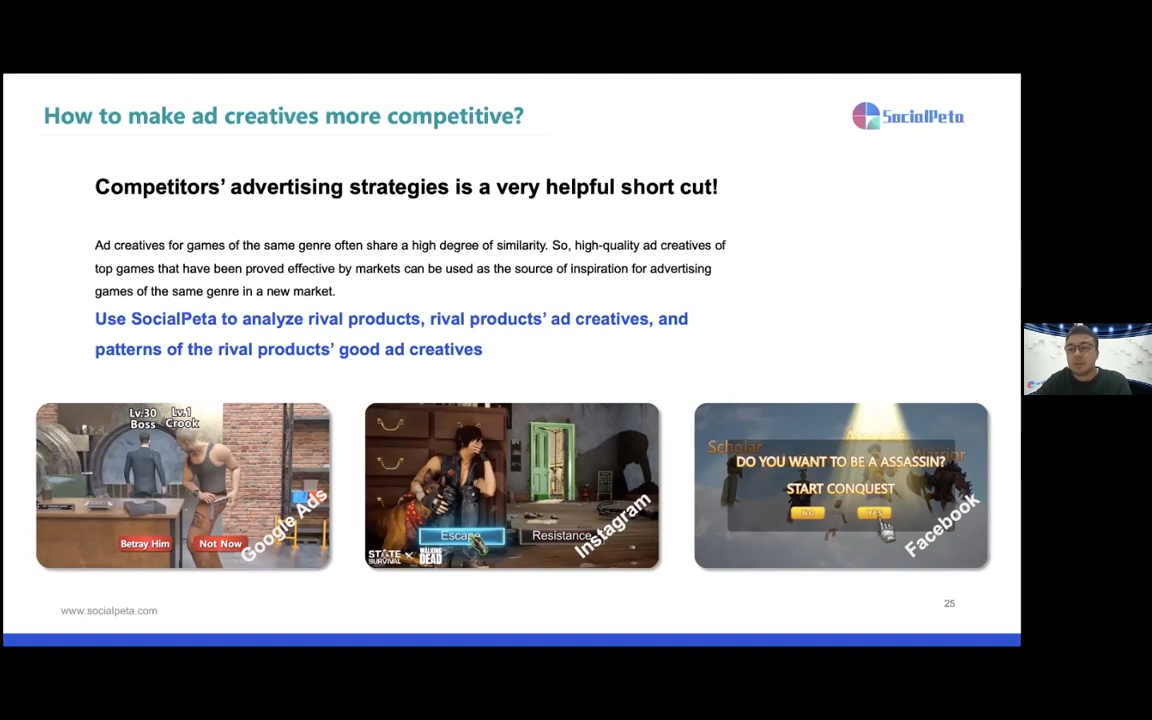 How to make ad creatives more competitive?
SocialPeta
Competitors' advertising strategies is a very helpful short cut!
Ad creatives for games of the same genre often share a high degree of similarity. So, high-quality ad creatives of
top games that have been proved effective by markets can be used as the source of inspiration for advertising
games of the same genre in a new market.
Use SocialPeta to analyze rival products, rival products' ad creatives, and
patterns of the rival products' good ad creatives
Lv.30 Lv.1
Boss Crook
Betray Him
Not Now
Google Ads
Escape
Resistance
STATE SURVIVAL
X
WALKING DEAD
Instagram
Scholar
Assassin
Warrior
DO YOU WANT TO BE A ASSASSIN?
START CONQUEST
NO
YES
Facebook
www.socialpeta.com
25